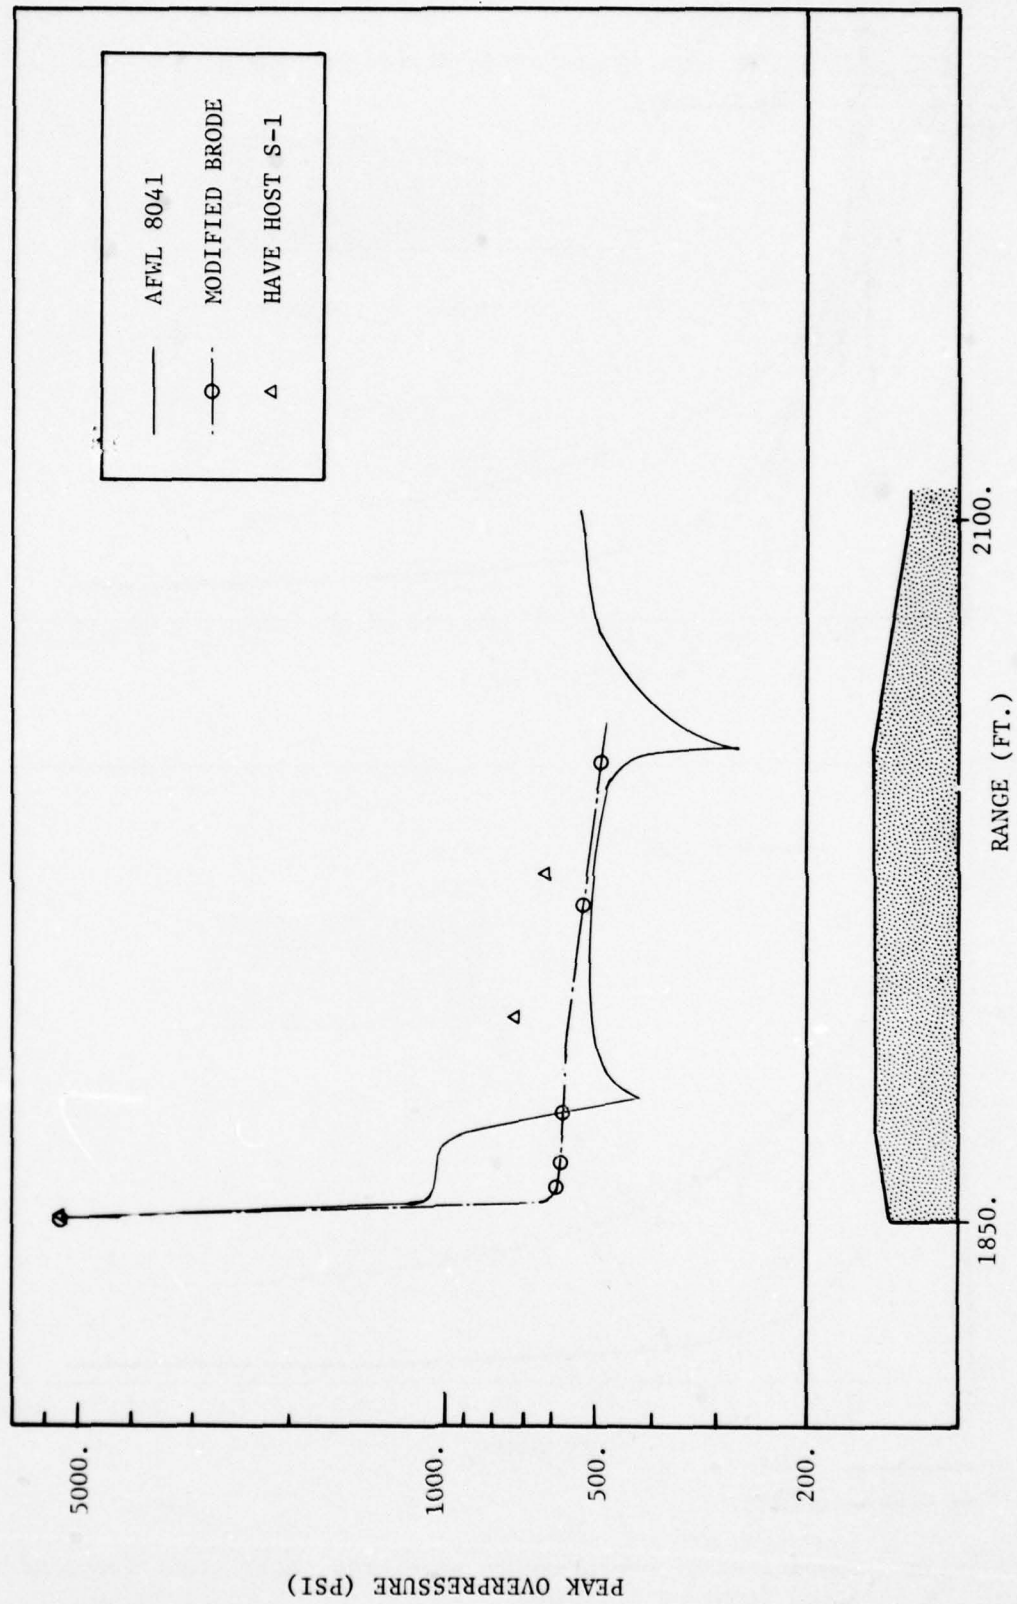 PEAK OVERPRESSURE (PSI)
5000.
1000.
500.
200.
AFWL 8041
MODIFIED BRODE
HAVE HOST S-1
1850.
2100.
RANGE (FT.)